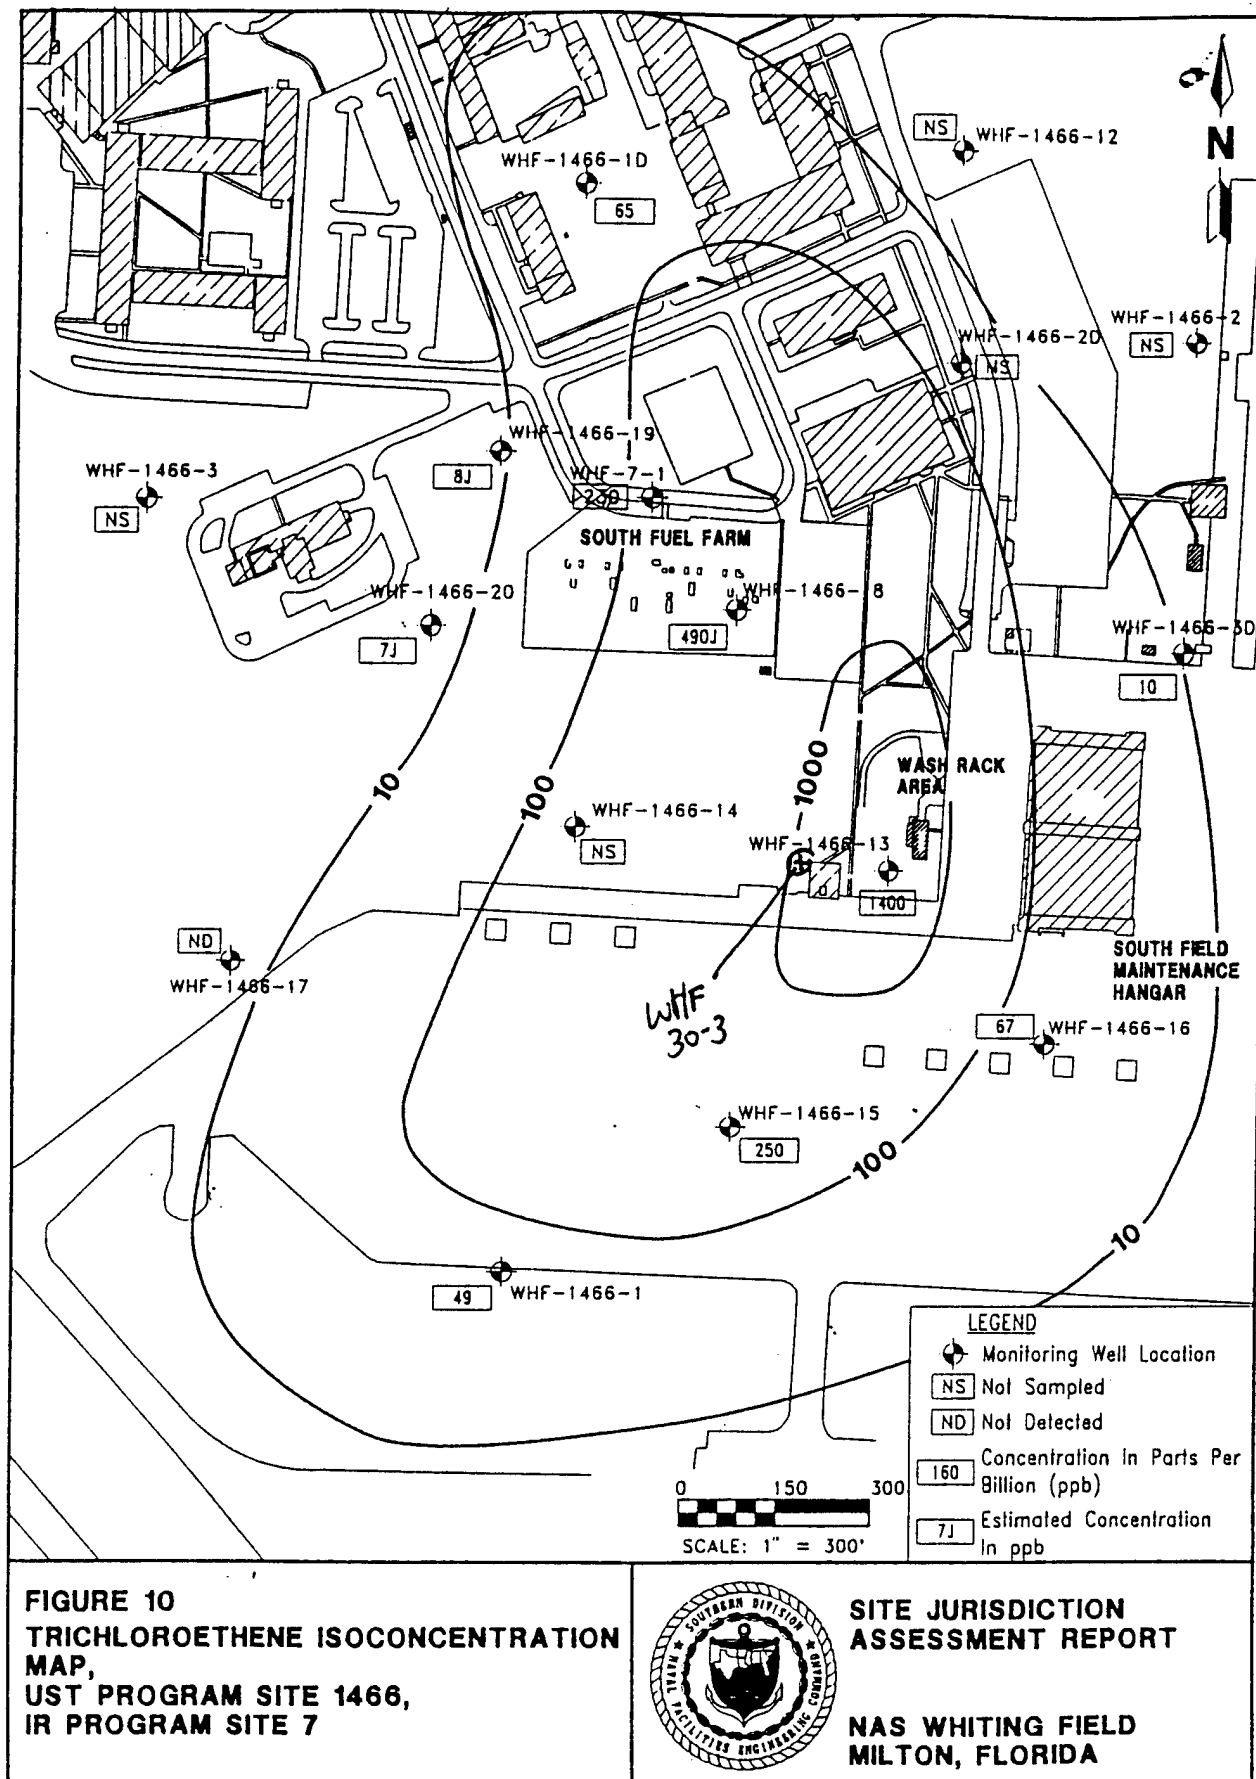 NS
WHF-1466-12
N
WHF-1466-1D
65
WHF-1466-2
NS
WHF-1466-2D
NS
WHF-1466-19
8J
WHF-1466-3
NS
WHF-7-1
230
SOUTH FUEL FARM
WHF-1466-20
7J
WHF-1466-8
490J
WHF-1466-3D
10
10
100
1000
WASH RACK
AREA
WHF-1466-14
NS
WHF-1466-13
1400
ND
WHF-1466-17
SOUTH FIELD
MAINTENANCE
HANGAR
WHF
30-3
67
WHF-1466-16
WHF-1466-15
250
100
10
49
WHF-1466-1
LEGEND
Monitoring Well Location
NS Not Sampled
ND Not Detected
160 Concentration In Parts Per
Billion (ppb)
7J Estimated Concentration
In ppb
0 150 300
SCALE: 1" = 300'
FIGURE 10
TRICHLOROETHENE ISOCONCENTRATION
MAP,
UST PROGRAM SITE 1466,
IR PROGRAM SITE 7
SOUTHERN DIVISION
NAVAL FACILITIES ENGINEERING COMMAND
SITE JURISDICTION
ASSESSMENT REPORT
NAS WHITING FIELD
MILTON, FLORIDA